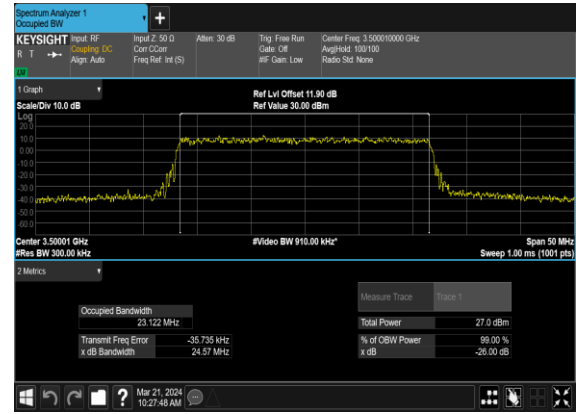 Spectrum Analyzer 1
Occupied BW
+
KEYSIGHT Input: RF Input Z: 50 Ω Atten: 30 dB Trig: Free Run Center Freq: 3.500010000 GHz
R T Coupling: DC Corr CCorr Gate: Off Avg|Hold: 100/100
Align: Auto Freq Ref: Int (S) #IF Gain: Low Radio Std: None
LXI
1 Graph Ref Lvl Offset 11.90 dB
Scale/Div 10.0 dB Ref Value 30.00 dBm
Log
20.0
10.0
0.00
-10.0
-20.0
-30.0
-40.0
-50.0
-60.0
Center 3.50001 GHz #Video BW 910.00 kHz* Span 50 MHz
#Res BW 300.00 kHz Sweep 1.00 ms (1001 pts)
2 Metrics
Measure Trace Trace 1
Occupied Bandwidth
23.122 MHz Total Power 27.0 dBm
Transmit Freq Error -35.735 kHz % of OBW Power 99.00 %
x dB Bandwidth 24.57 MHz x dB -26.00 dB
? Mar 21, 2024
10:27:48 AM